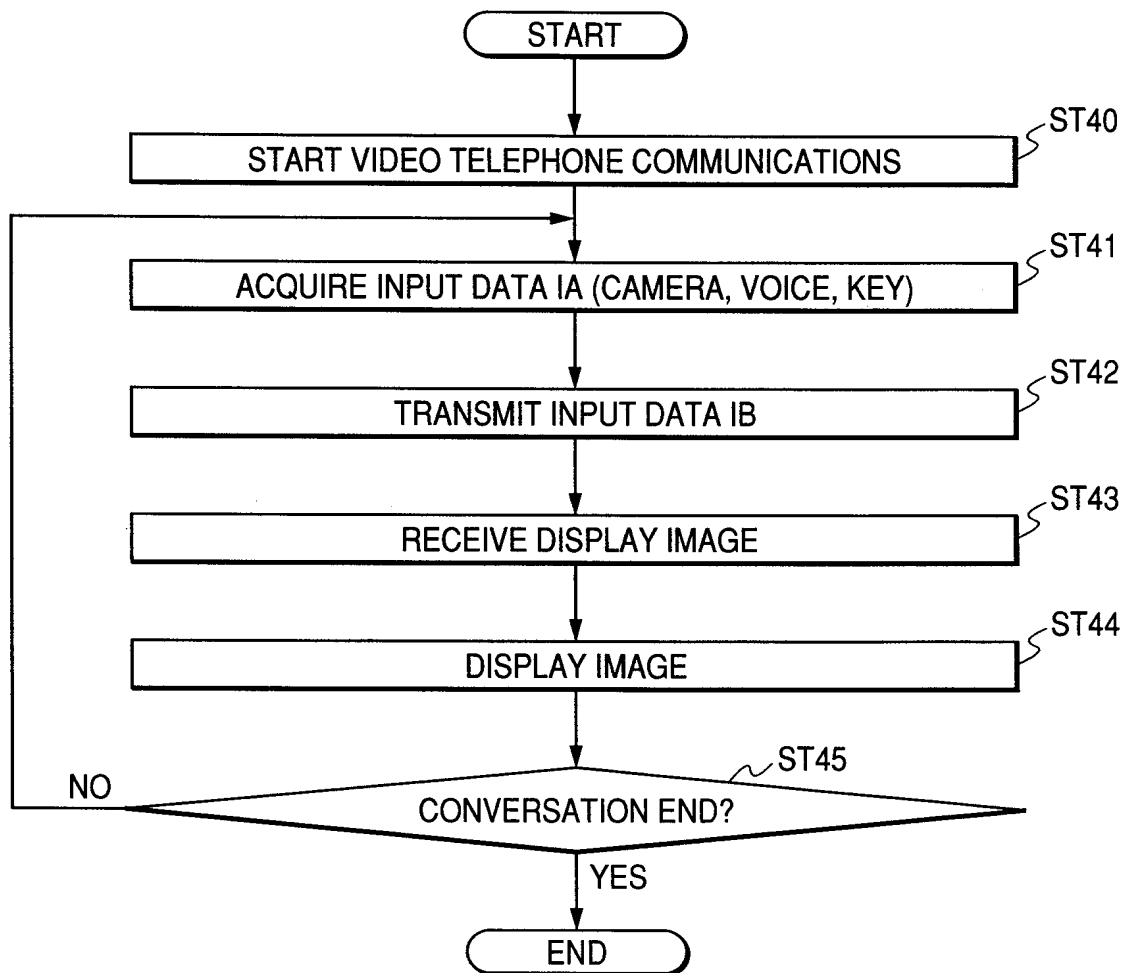 START
ST40
START VIDEO TELEPHONE COMMUNICATIONS
ST41
ACQUIRE INPUT DATA IA (CAMERA, VOICE, KEY)
ST42
TRANSMIT INPUT DATA IB
ST43
RECEIVE DISPLAY IMAGE
ST44
DISPLAY IMAGE
ST45
NO
CONVERSATION END?
YES
END